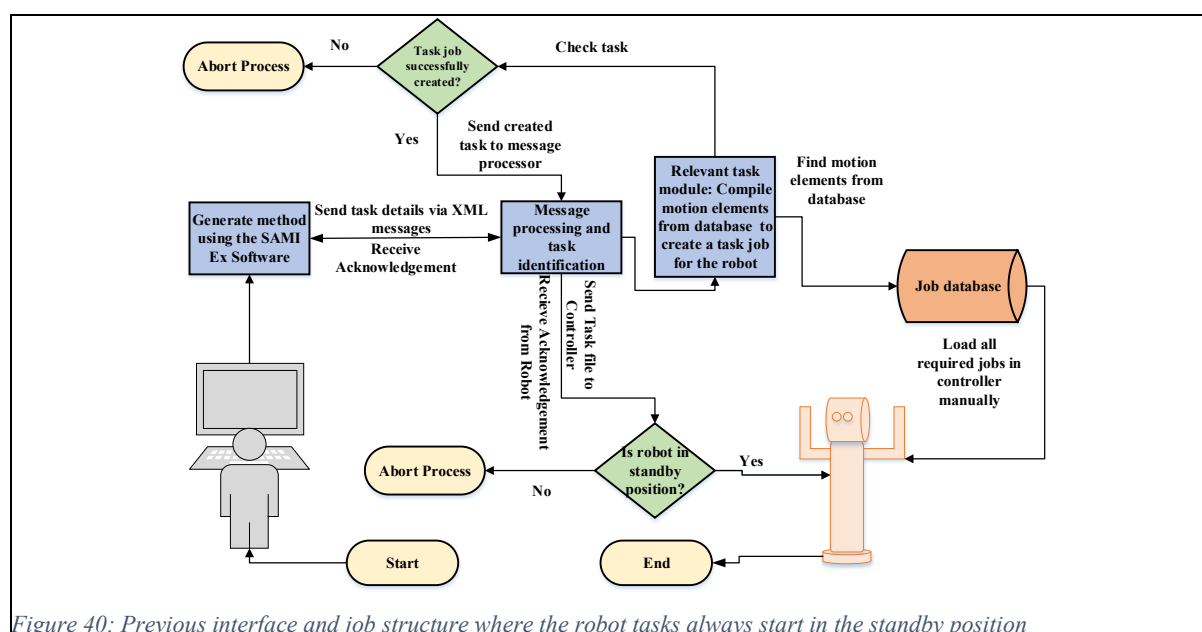 No
Check task
Task job
successfully
created?
Abort Process
Yes
Send created
task to message
processor
Find motion
elements from
database
Relevant task
module: Compile
motion elements
from database to
create a task job
for the robot
Generate method
using the SAMI
Ex Software
Send task details via XML
messages
Receive
Acknowledgement
Message
processing and
task
identification
Job database
Send Task file to
Controller
Recieve Acknowledgement
from Robot
Load all
required jobs in
controller
manually
Is robot in
standby
position?
Yes
No
Abort Process
Start
End
Figure 40: Previous interface and job structure where the robot tasks always start in the standby position